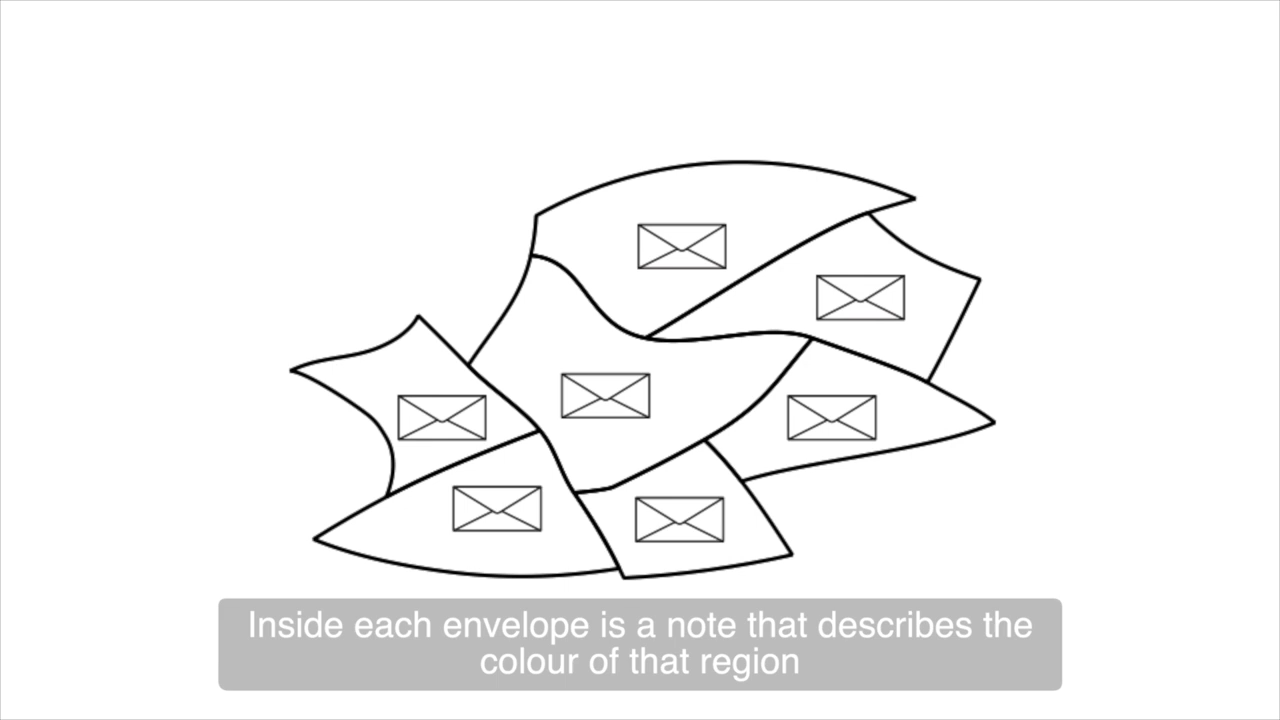 Inside each envelope is a note that describes the
colour of that region